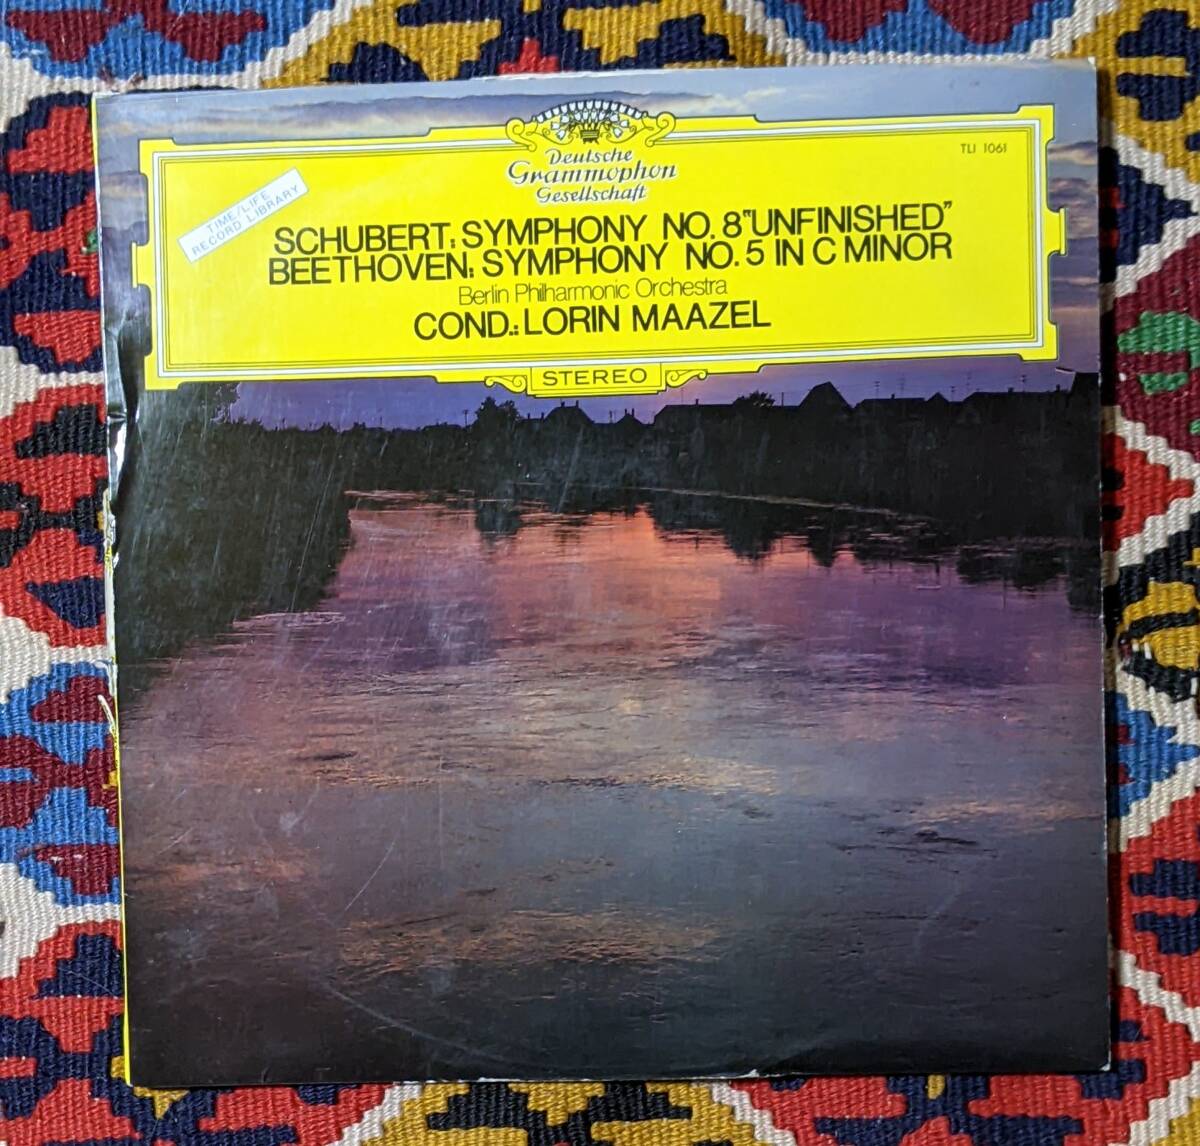 Deutsche
Grammophon
Gesellschaft
TLI 1061
TIME/LIFE
RECORD LIBRARY
SCHUBERT: SYMPHONY NO. 8 "UNFINISHED"
BEETHOVEN: SYMPHONY NO. 5 IN C MINOR
Berlin Philharmonic Orchestra
COND.: LORIN MAAZEL
STEREO